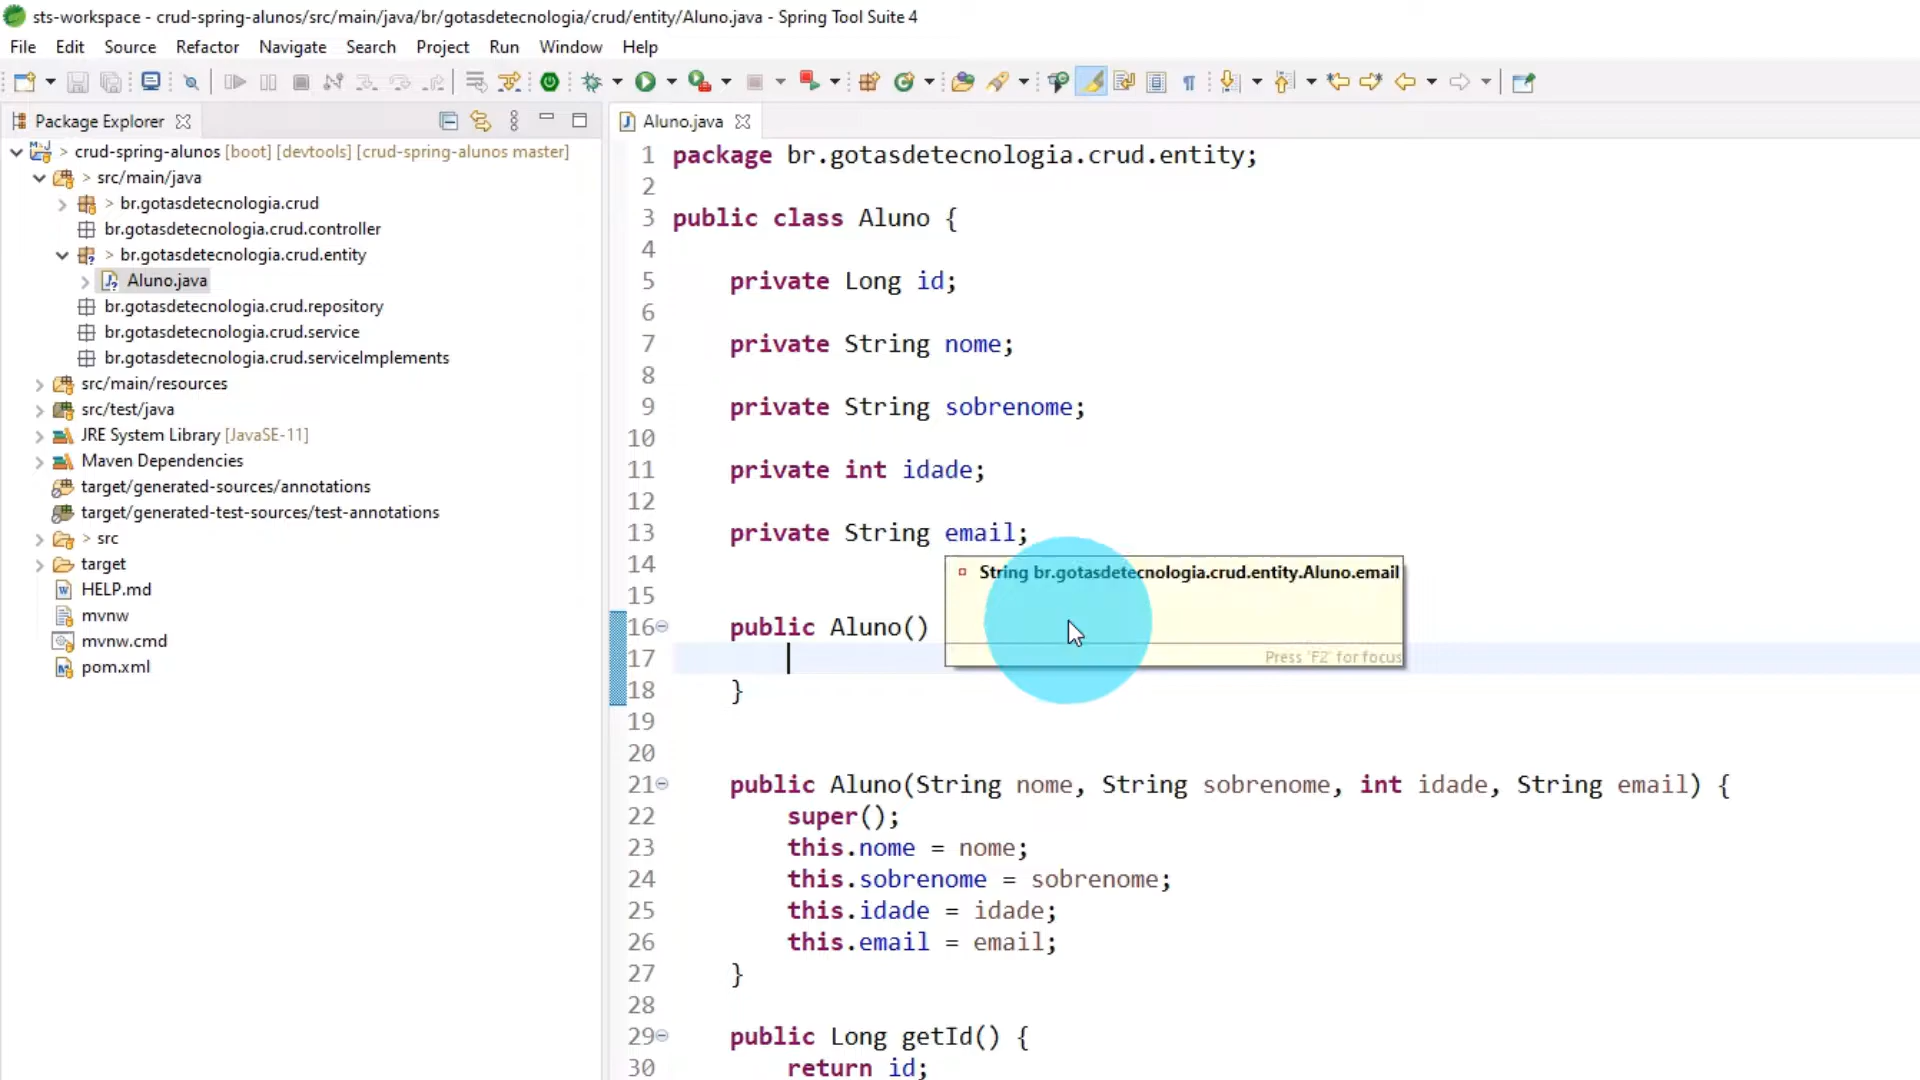 sts-workspace - crud-spring-alunos/src/main/java/br/gotasdetecnologia/crud/entity/Aluno.java - Spring Tool Suite 4
File Edit Source Refactor Navigate Search Project Run Window Help
Package Explorer
> crud-spring-alunos [boot] [devtools] [crud-spring-alunos master]
> src/main/java
> br.gotasdetecnologia.crud
br.gotasdetecnologia.crud.controller
> br.gotasdetecnologia.crud.entity
Aluno.java
br.gotasdetecnologia.crud.repository
br.gotasdetecnologia.crud.service
br.gotasdetecnologia.crud.serviceImplements
src/main/resources
src/test/java
JRE System Library [JavaSE-11]
Maven Dependencies
target/generated-sources/annotations
target/generated-test-sources/test-annotations
> src
target
HELP.md
mvnw
mvnw.cmd
pom.xml
Aluno.java
1 package br.gotasdetecnologia.crud.entity;
2
3 public class Aluno {
4
5 private Long id;
6
7 private String nome;
8
9 private String sobrenome;
10
11 private int idade;
12
13 private String email;
14
String br.gotasdetecnologia.crud.entity.Aluno.email
15
16 public Aluno()
17
Press 'F2' for focus
18 }
19
20
21 public Aluno(String nome, String sobrenome, int idade, String email) {
22 super();
23 this.nome = nome;
24 this.sobrenome = sobrenome;
25 this.idade = idade;
26 this.email = email;
27 }
28
29 public Long getId() {
30 return id;